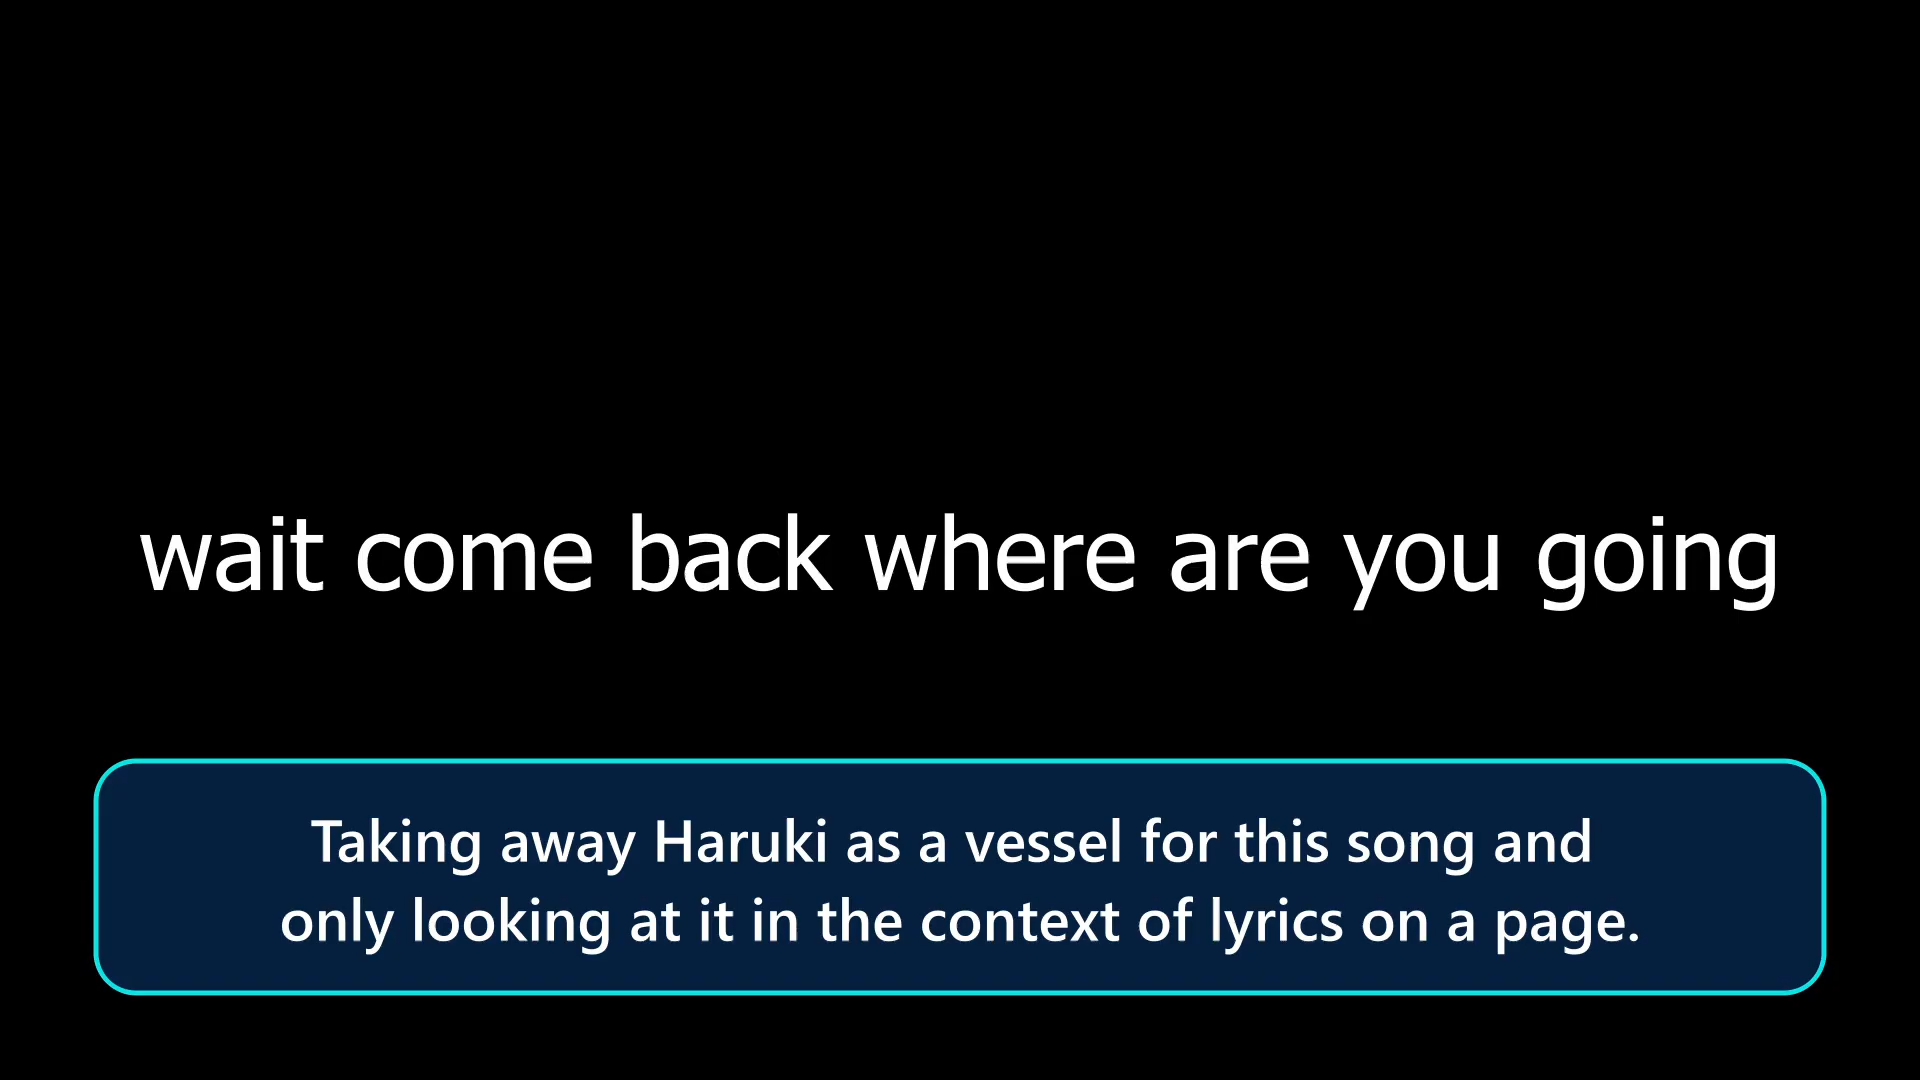 wait come back where are you going
Taking away Haruki as a vessel for this song and
only looking at it in the context of lyrics on a page.